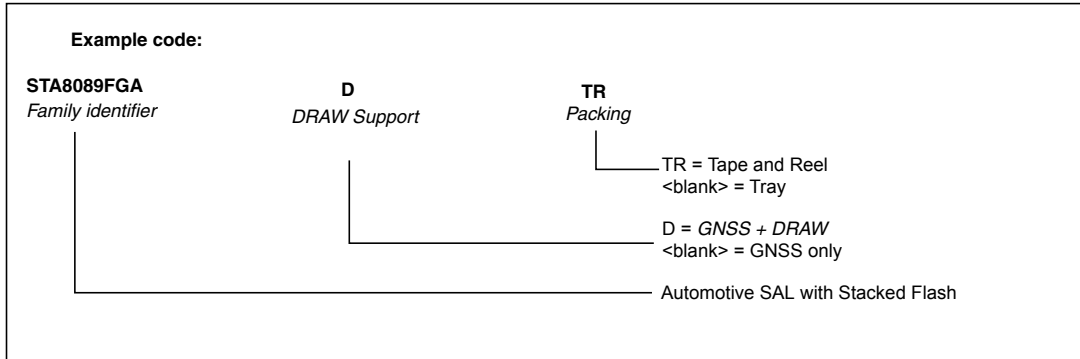 Example code:
STA8089FGA D TR
Family identifier DRAW Support Packing
TR = Tape and Reel
<blank> = Tray
D = GNSS + DRAW
<blank> = GNSS only
Automotive SAL with Stacked Flash